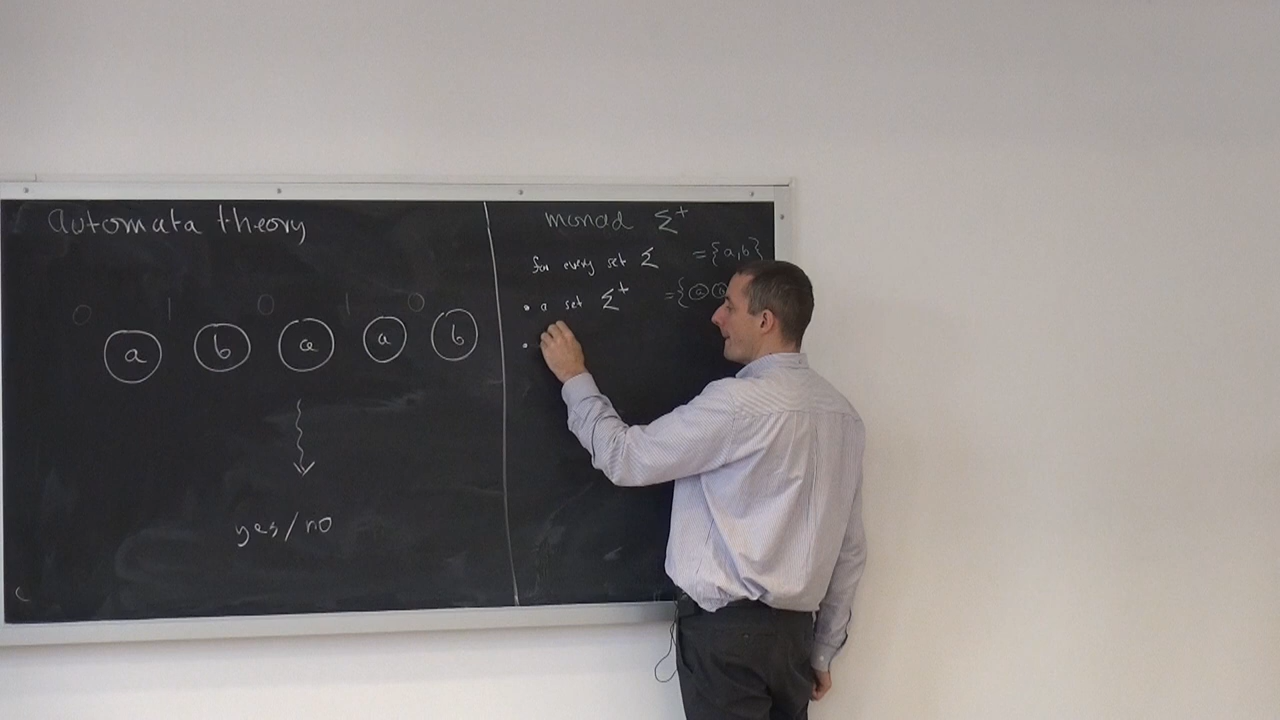 automata theory
0 1 0 1 0
a b a a b
yes/no
monad Σ⁺
for every set Σ = {a,b}
• a set Σ⁺ = {a a
•